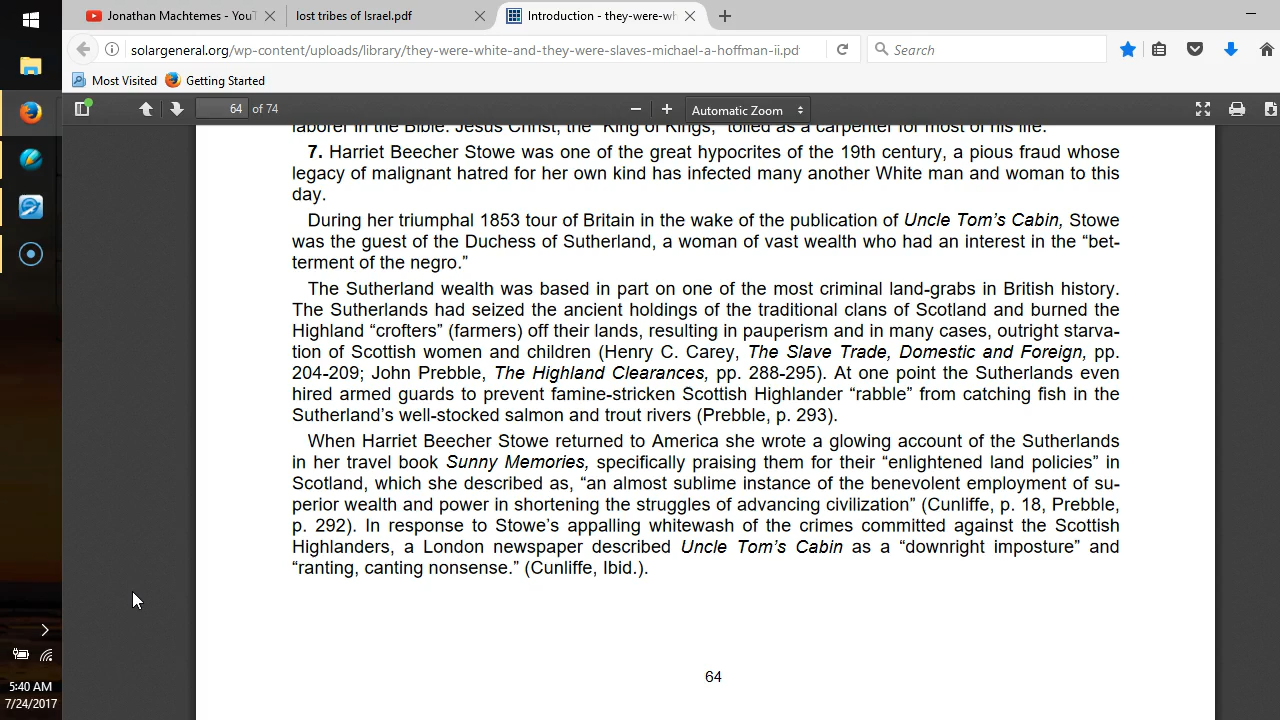 Jonathan Machtemes - YouT
lost tribes of Israel.pdf
Introduction - they-were-wh
solargeneral.org/wp-content/uploads/library/they-were-white-and-they-were-slaves-michael-a-hoffman-ii.pdf
Search
Most Visited
Getting Started
64 of 74
Automatic Zoom
laborer in the Bible. Jesus Christ, the "King of Kings," toiled as a carpenter for most of his life.
7. Harriet Beecher Stowe was one of the great hypocrites of the 19th century, a pious fraud whose
legacy of malignant hatred for her own kind has infected many another White man and woman to this
day.
During her triumphal 1853 tour of Britain in the wake of the publication of Uncle Tom's Cabin, Stowe
was the guest of the Duchess of Sutherland, a woman of vast wealth who had an interest in the "bet-
terment of the negro."
The Sutherland wealth was based in part on one of the most criminal land-grabs in British history.
The Sutherlands had seized the ancient holdings of the traditional clans of Scotland and burned the
Highland "crofters" (farmers) off their lands, resulting in pauperism and in many cases, outright starva-
tion of Scottish women and children (Henry C. Carey, The Slave Trade, Domestic and Foreign, pp.
204-209; John Prebble, The Highland Clearances, pp. 288-295). At one point the Sutherlands even
hired armed guards to prevent famine-stricken Scottish Highlander "rabble" from catching fish in the
Sutherland's well-stocked salmon and trout rivers (Prebble, p. 293).
When Harriet Beecher Stowe returned to America she wrote a glowing account of the Sutherlands
in her travel book Sunny Memories, specifically praising them for their "enlightened land policies" in
Scotland, which she described as, "an almost sublime instance of the benevolent employment of su-
perior wealth and power in shortening the struggles of advancing civilization" (Cunliffe, p. 18, Prebble,
p. 292). In response to Stowe's appalling whitewash of the crimes committed against the Scottish
Highlanders, a London newspaper described Uncle Tom's Cabin as a "downright imposture" and
"ranting, canting nonsense." (Cunliffe, Ibid.).
64
5:40 AM
7/24/2017